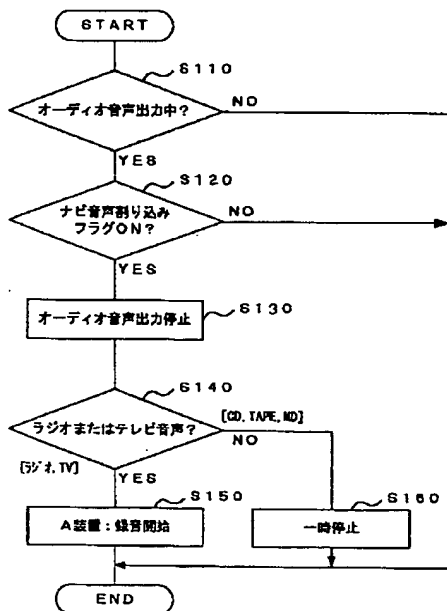 START
S110
オーディオ音声出力中?
NO
YES
S120
ナビ音声割り込み
フラグON?
NO
YES
オーディオ音声出力停止
S130
S140
ラジオまたはテレビ音声?
[CD,TAPE,MD]
NO
[ラジオ,TV]
YES
S150
A装置:録音開始
S160
一時停止
END